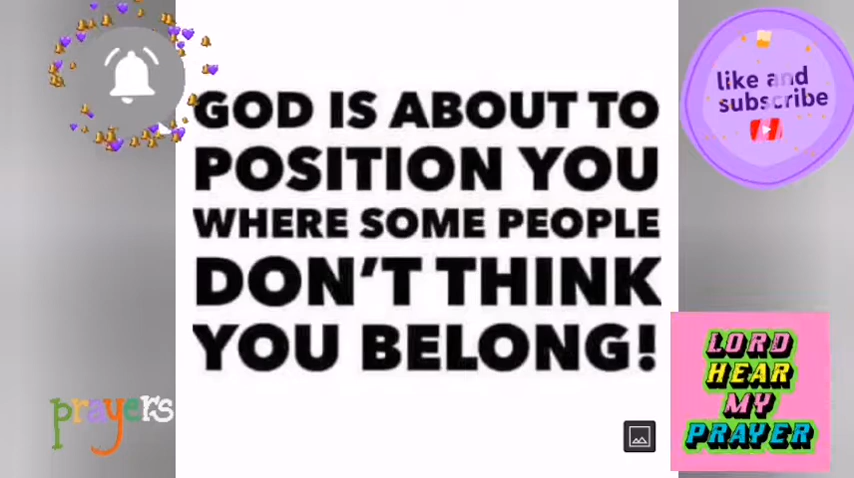 GOD IS ABOUT TO
POSITION YOU
WHERE SOME PEOPLE
DON'T THINK
YOU BELONG!
like and
subscribe
prayers
LORD
HEAR
MY
PRAYER